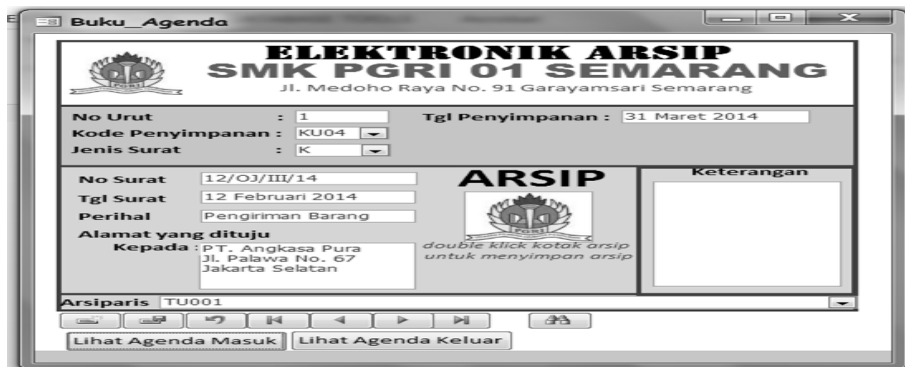 Buku_Agenda
ELEKTRONIK ARSIP
SMK PGRI 01 SEMARANG
Jl. Medoho Raya No. 91 Garayamsari Semarang
No Urut : 1 Tgl Penyimpanan : 31 Maret 2014
Kode Penyimpanan : KU04
Jenis Surat : K
No Surat 12/OJ/III/14
Tgl Surat 12 Februari 2014
Perihal Pengiriman Barang
Alamat yang dituju
Kepada : PT. Angkasa Pura
Jl. Palawa No. 67
Jakarta Selatan
ARSIP
PGRI
double klick kotak arsip
untuk menyimpan arsip
Keterangan
Arsiparis TU001
Lihat Agenda Masuk Lihat Agenda Keluar